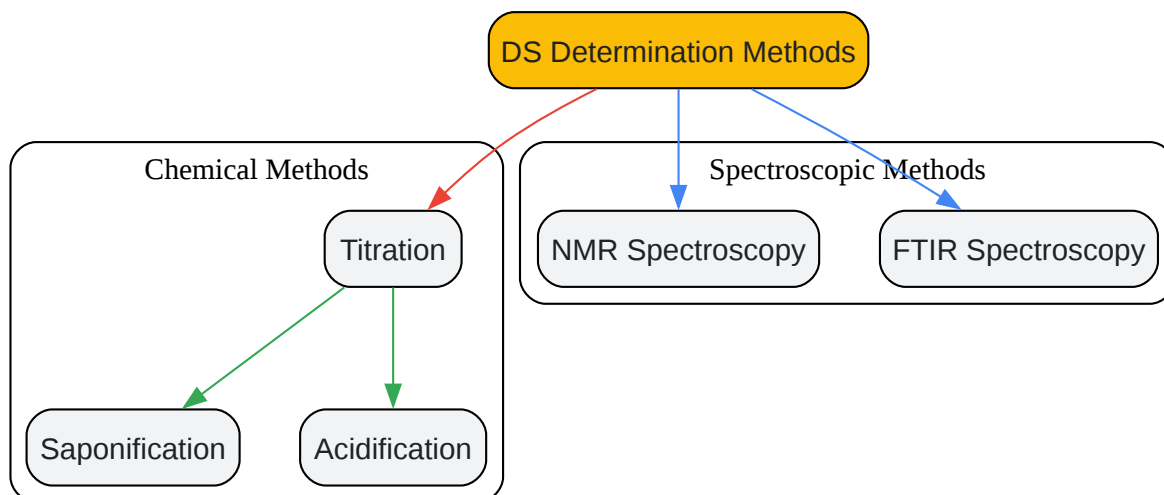 DS Determination Methods
Chemical Methods
Spectroscopic Methods
Titration
NMR Spectroscopy
FTIR Spectroscopy
Saponification
Acidification